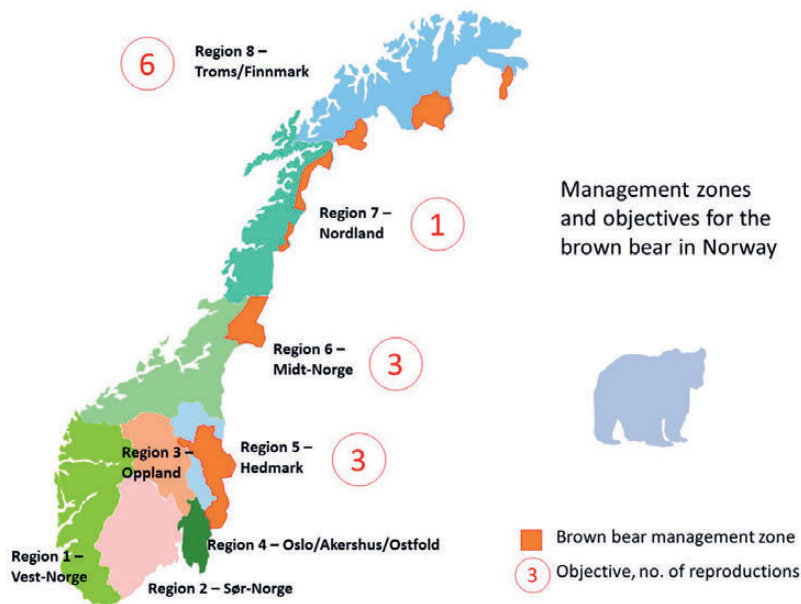 6
Region 8 –
Troms/Finnmark
Management zones
and objectives for the
brown bear in Norway
Region 7 –
Nordland
1
Region 6 –
Midt-Norge
3
Region 3 –
Oppland
Region 5 –
Hedmark
3
Region 4 – Oslo/Akershus/Ostfold
Region 1 –
Vest-Norge
Region 2 – Sør-Norge
Brown bear management zone
3 Objective, no. of reproductions